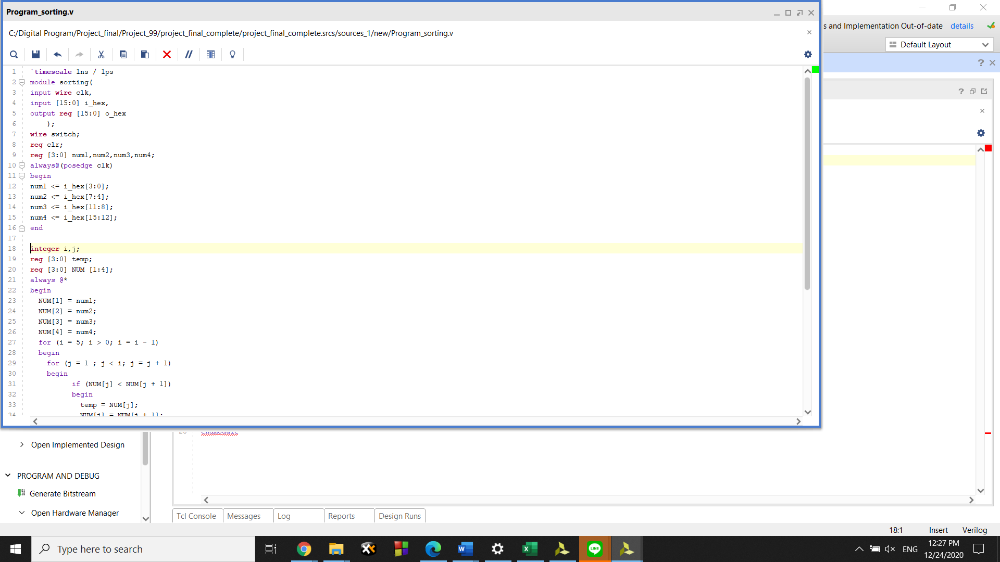 Program_sorting.v
C:/Digital Program/Project_final/Project_99/project_final_complete/project_final_complete.srcs/sources_1/new/Program_sorting.v
s and Implementation Out-of-date details
Default Layout
1 `timescale 1ns / 1ps
2 module sorting(
3 input wire clk,
4 input [15:0] i_hex,
5 output reg [15:0] o_hex
6 );
7 wire switch;
8 reg clr;
9 reg [3:0] num1,num2,num3,num4;
10 always@(posedge clk)
11 begin
12 num1 <= i_hex[3:0];
13 num2 <= i_hex[7:4];
14 num3 <= i_hex[11:8];
15 num4 <= i_hex[15:12];
16 end
17
18 integer i,j;
19 reg [3:0] temp;
20 reg [3:0] NUM [1:4];
21 always @*
22 begin
23 NUM[1] = num1;
24 NUM[2] = num2;
25 NUM[3] = num3;
26 NUM[4] = num4;
27 for (i = 5; i > 0; i = i - 1)
28 begin
29 for (j = 1 ; j < i; j = j + 1)
30 begin
31 if (NUM[j] < NUM[j + 1])
32 begin
33 temp = NUM[j];
34 NUM[j] = NUM[j + 1];
endmodule
Open Implemented Design
PROGRAM AND DEBUG
Generate Bitstream
Open Hardware Manager
Tcl Console Messages Log Reports Design Runs
18:1 Insert Verilog
Type here to search
LINE
ENG
12:27 PM
12/24/2020